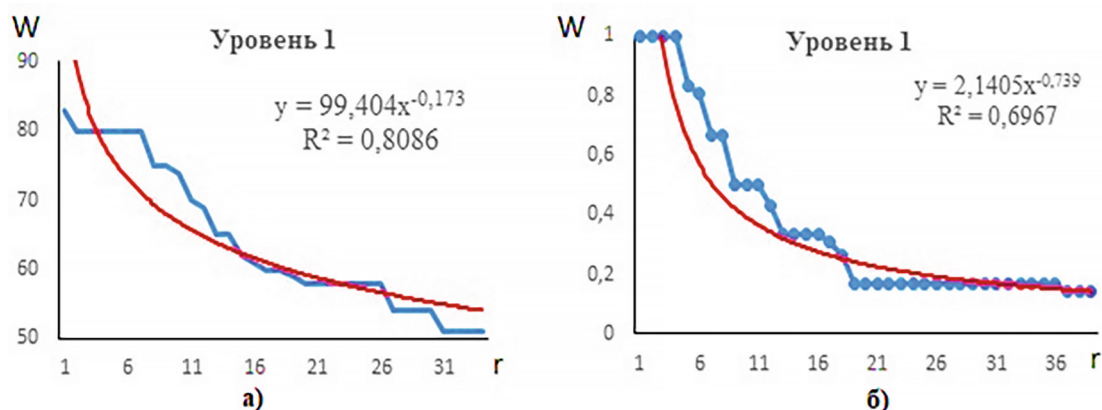 W
Уровень 1
90
80
70
60
50
y = 99,404x^-0,173
R² = 0,8086
1 6 11 16 21 26 31 r
а)
W
Уровень 1
1
0,8
0,6
0,4
0,2
0
y = 2,1405x^-0,739
R² = 0,6967
1 6 11 16 21 26 31 36 r
б)